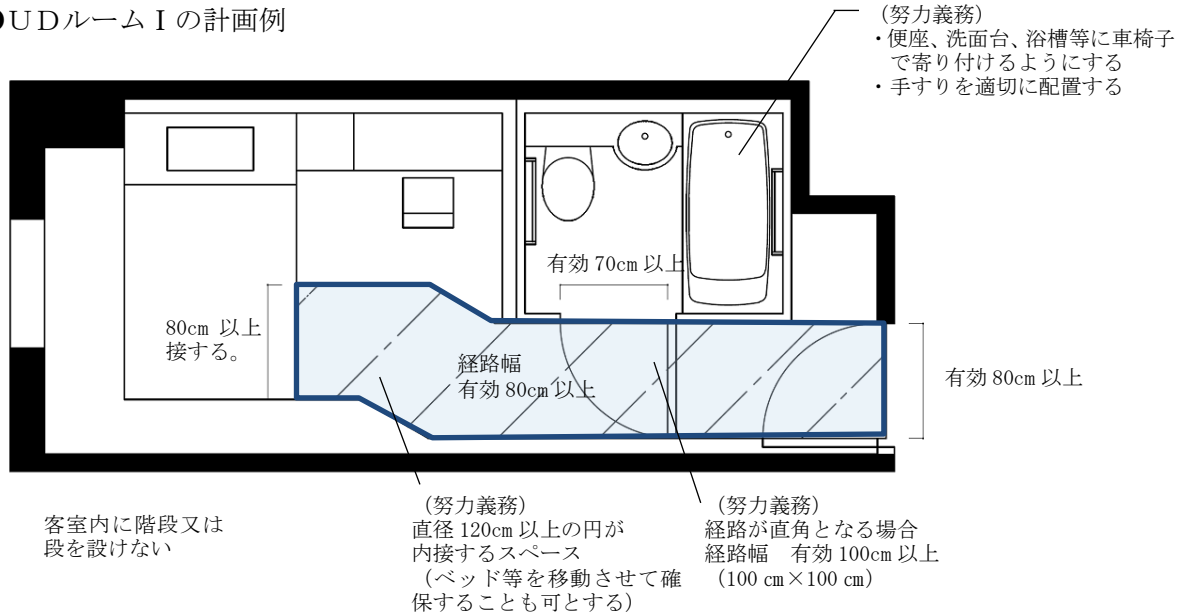 UDルームⅠの計画例
(努力義務)
・便座、洗面台、浴槽等に車椅子
で寄り付けるようにする
・手すりを適切に配置する
有効 70cm 以上
80cm 以上
接する。
経路幅
有効 80cm 以上
有効 80cm 以上
客室内に階段又は
段を設けない
(努力義務)
直径 120cm 以上の円が
内接するスペース
(ベッド等を移動させて確
保することも可とする)
(努力義務)
経路が直角となる場合
経路幅 有効 100cm 以上
(100 ㎝×100 ㎝)